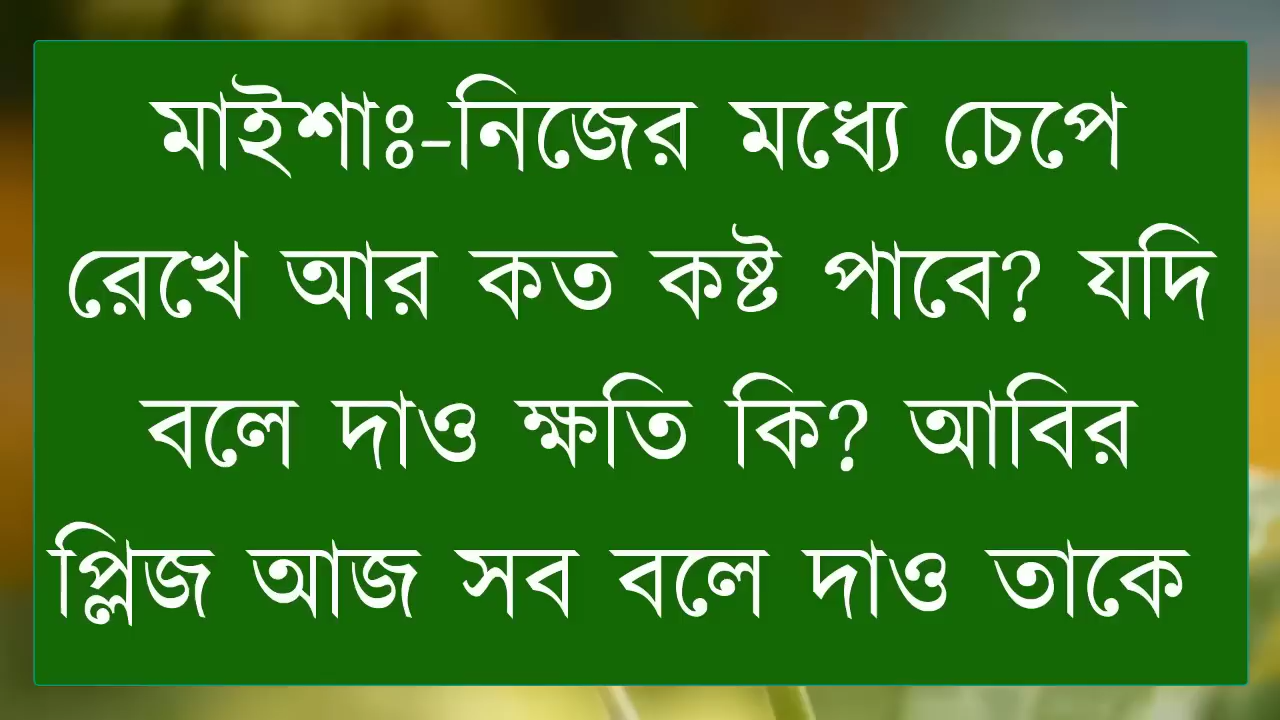 মাইশাঃ-নিজের মধ্যে চেপে
রেখে আর কত কষ্ট পাবে? যদি
বলে দাও ক্ষতি কি? আবির
প্লিজ আজ সব বলে দাও তাকে